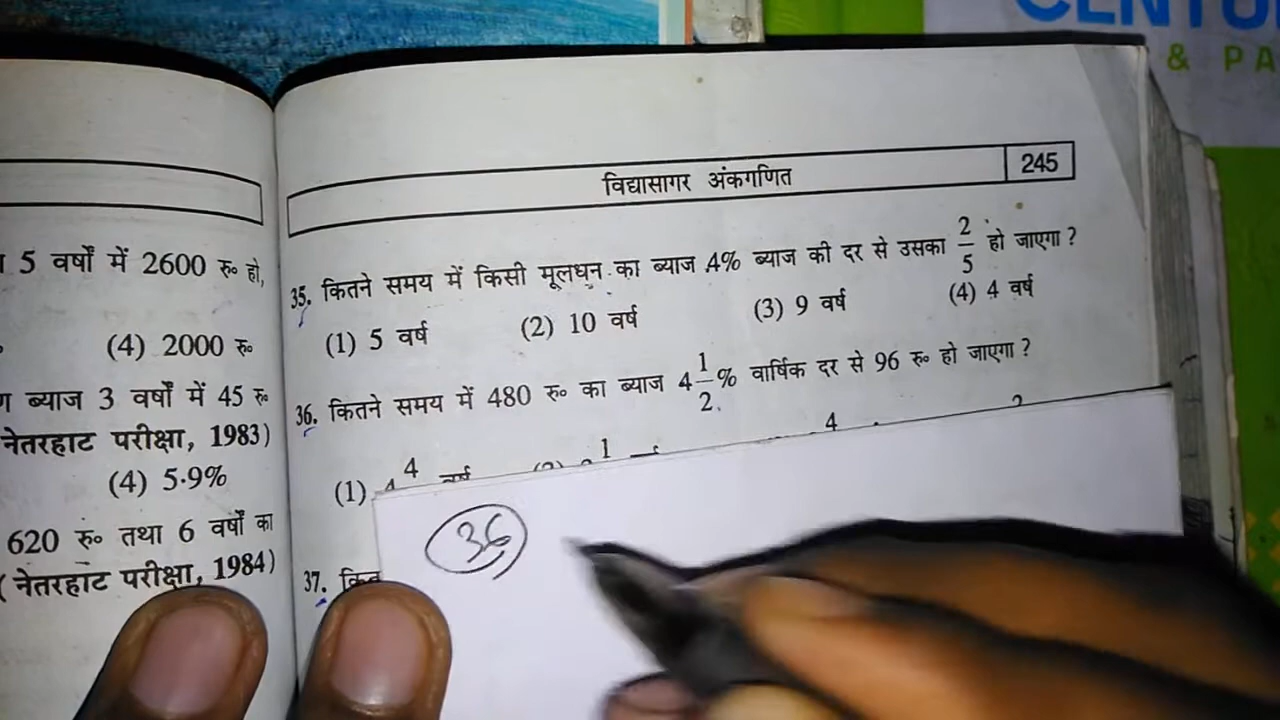 CENTU
& PA
विद्यासागर अंकगणित
245
5 वर्षों में 2600 रु० हो,
(4) 2000 रु०
ब्याज 3 वर्षों में 45 रु०
नेतरहाट परीक्षा, 1983)
(4) 5·9%
620 रुं० तथा 6 वर्षों का
( नेतरहाट परीक्षा, 1984)
35. कितने समय में किसी मूलधन का ब्याज 4% ब्याज की दर से उसका 2/5 हो जाएगा ?
(1) 5 वर्ष (2) 10 वर्ष (3) 9 वर्ष (4) 4 वर्ष
36. कितने समय में 480 रु० का ब्याज 4 1/2% वार्षिक दर से 96 रु० हो जाएगा ?
(1)
37.
36